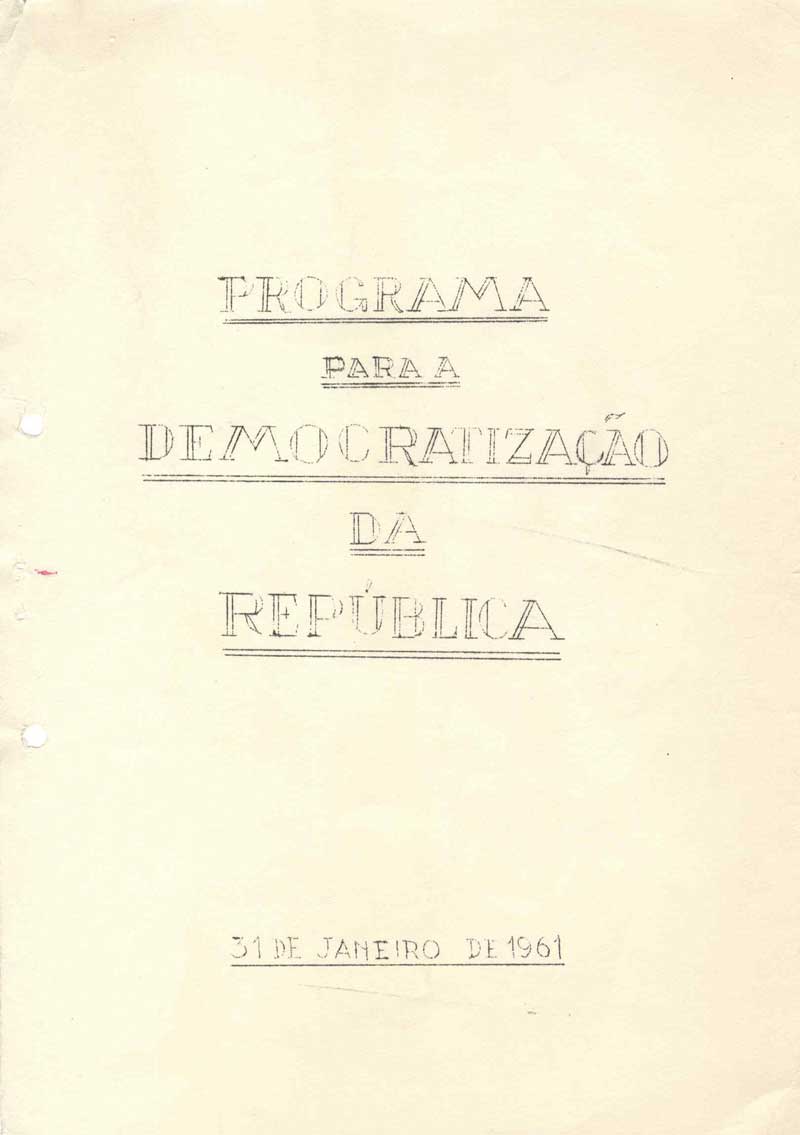 PROGRAMA
PARA A
DEMOCRATIZAÇÃO
DA
REPÚBLICA
31 DE JANEIRO DE 1961